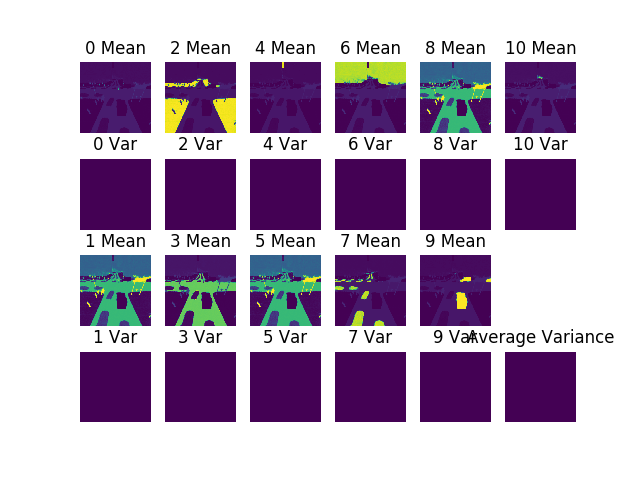 0 Mean 2 Mean 4 Mean 6 Mean 8 Mean 10 Mean
0 Var 2 Var 4 Var 6 Var 8 Var 10 Var
1 Mean 3 Mean 5 Mean 7 Mean 9 Mean
1 Var 3 Var 5 Var 7 Var 9 Var Average Variance